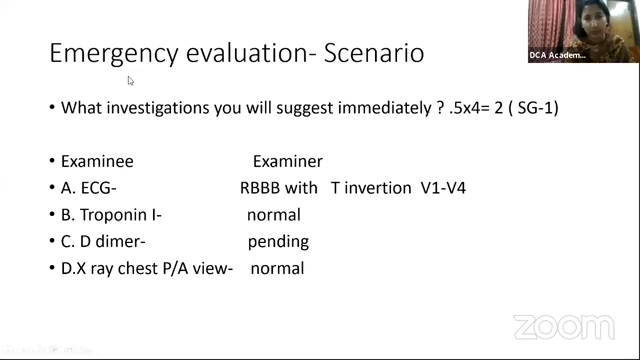 DCA Academ...
Emergency evaluation- Scenario
• What investigations you will suggest immediately ? .5x4= 2 ( SG-1)
• Examinee Examiner
• A. ECG- RBBB with T invertion V1-V4
• B. Troponin I- normal
• C. D dimer- pending
• D.X ray chest P/A view- normal
zoom